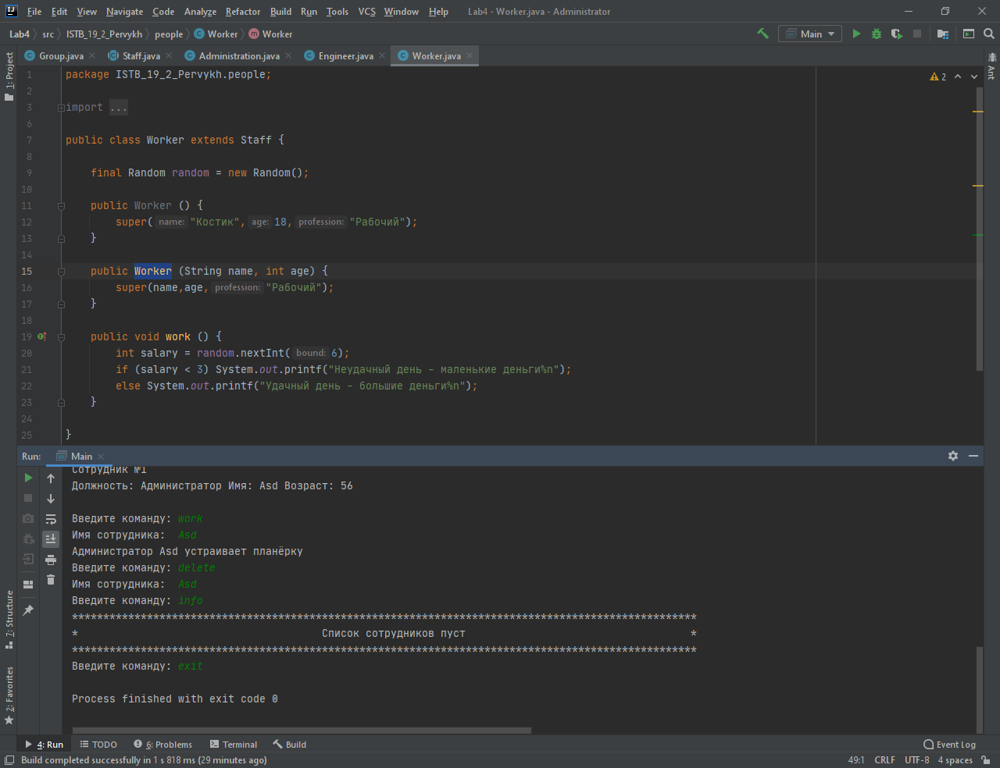 File Edit View Navigate Code Analyze Refactor Build Run Tools VCS Window Help Lab4 - Worker.java - Administrator
Lab4 src ISTB_19_2_Pervykh people Worker Worker Main
Group.java Staff.java Administration.java Engineer.java Worker.java
1: Project
Ant
2
1 package ISTB_19_2_Pervykh.people;
2
3 import ...
6
7 public class Worker extends Staff {
8
9 final Random random = new Random();
10
11 public Worker () {
12 super( name: "Костик", age: 18, profession: "Рабочий");
13 }
14
15 public Worker (String name, int age) {
16 super(name,age, profession: "Рабочий");
17 }
18
19 public void work () {
20 int salary = random.nextInt( bound: 6);
21 if (salary < 3) System.out.printf("Неудачный день - маленькие деньги%n");
22 else System.out.printf("Удачный день - большие деньги%n");
23 }
24
25 }
Run: Main
Сотрудник №1
Должность: Администратор Имя: Asd Возраст: 56
Введите команду: work
Имя сотрудника: Asd
Администратор Asd устраивает планёрку
Введите команду: delete
Имя сотрудника: Asd
Введите команду: info
****************************************************************************************************
* Список сотрудников пуст *
****************************************************************************************************
Введите команду: exit
Process finished with exit code 0
7: Structure
2: Favorites
4: Run TODO 6: Problems Terminal Build Event Log
Build completed successfully in 1 s 818 ms (29 minutes ago) 49:1 CRLF UTF-8 4 spaces